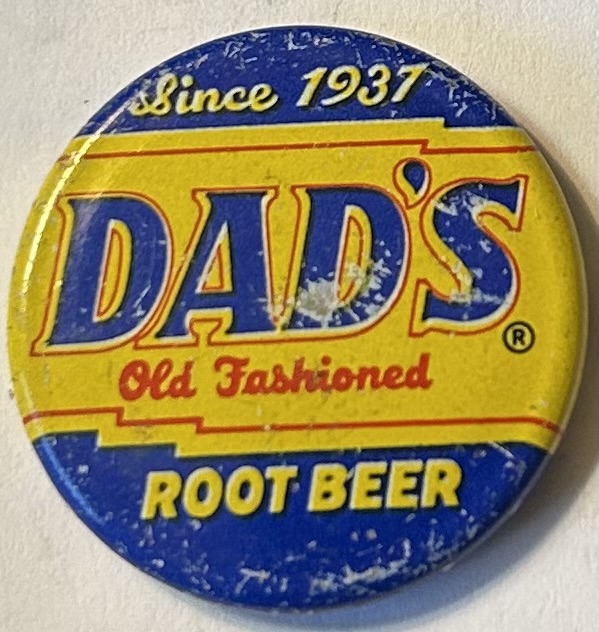 Since 1937
DAD'S®
Old Fashioned
ROOT BEER